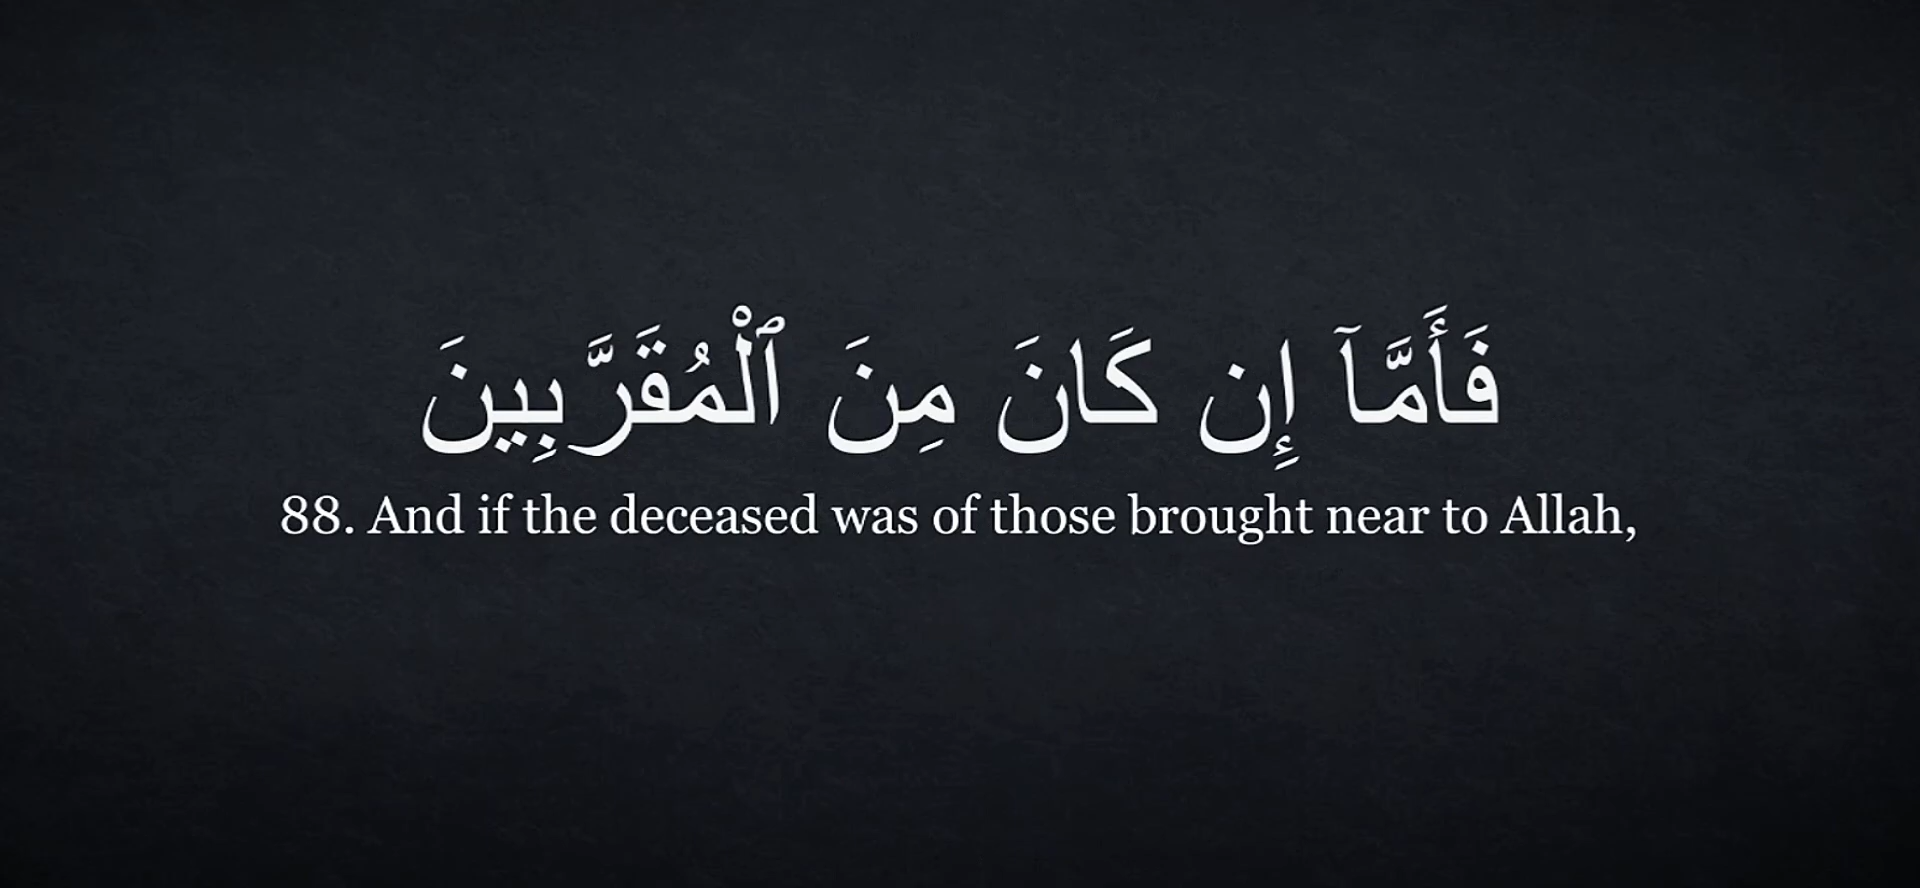 فَأَمَّآ إِن كَانَ مِنَ ٱلْمُقَرَّبِينَ
88. And if the deceased was of those brought near to Allah,